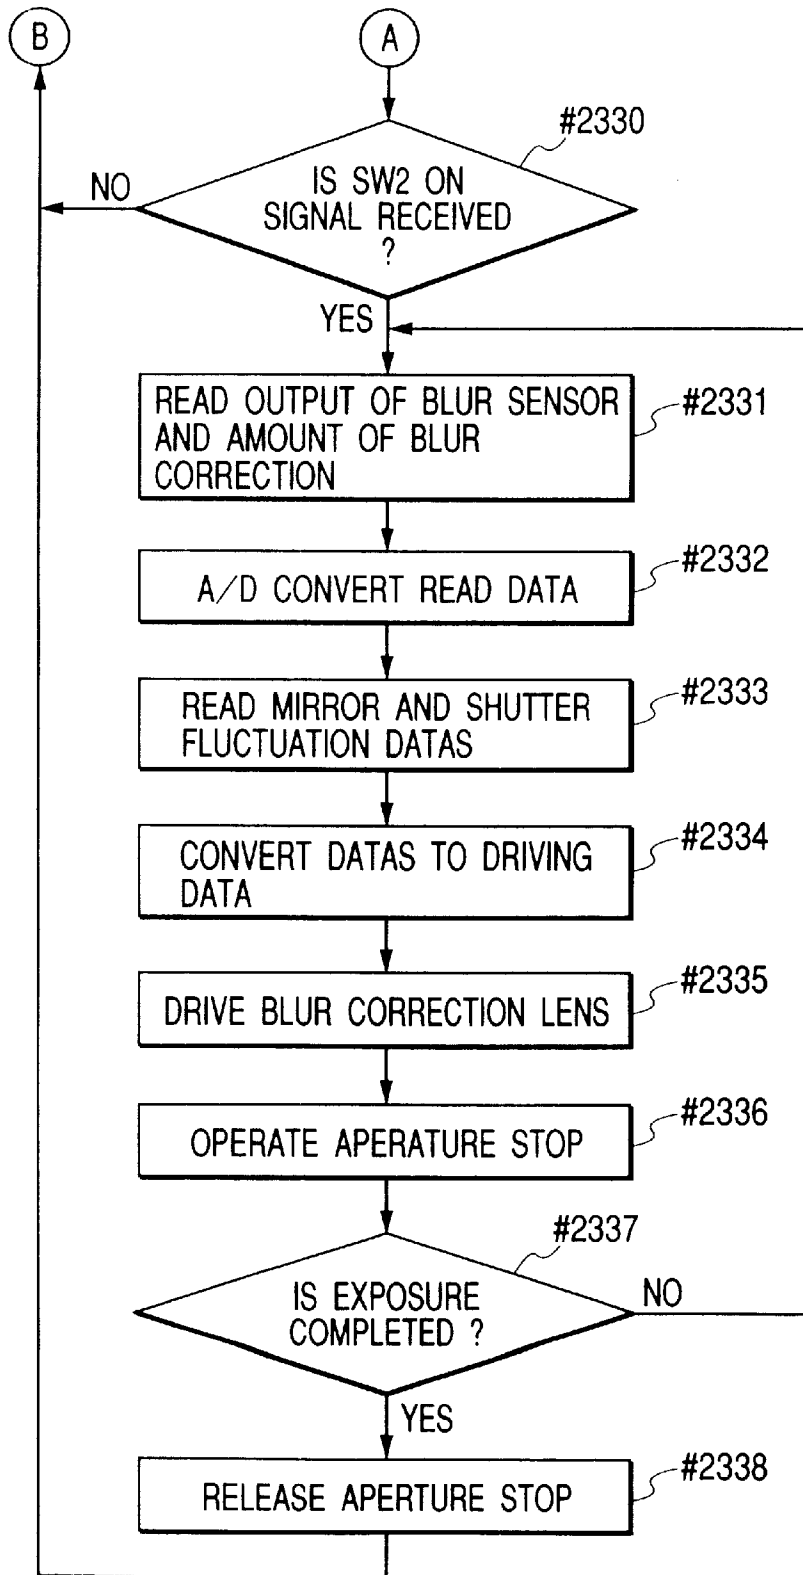 B
A
#2330
IS SW2 ON
SIGNAL RECEIVED
?
NO
YES
READ OUTPUT OF BLUR SENSOR
AND AMOUNT OF BLUR
CORRECTION
#2331
A/D CONVERT READ DATA
#2332
READ MIRROR AND SHUTTER
FLUCTUATION DATAS
#2333
CONVERT DATAS TO DRIVING
DATA
#2334
DRIVE BLUR CORRECTION LENS
#2335
OPERATE APERATURE STOP
#2336
#2337
IS EXPOSURE
COMPLETED ?
NO
YES
RELEASE APERTURE STOP
#2338